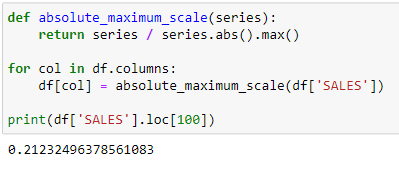 def absolute_maximum_scale(series):
    return series / series.abs().max()
for col in df.columns:
    df[col] = absolute_maximum_scale(df['SALES'])
print(df['SALES'].loc[100])
0.21232496378561083